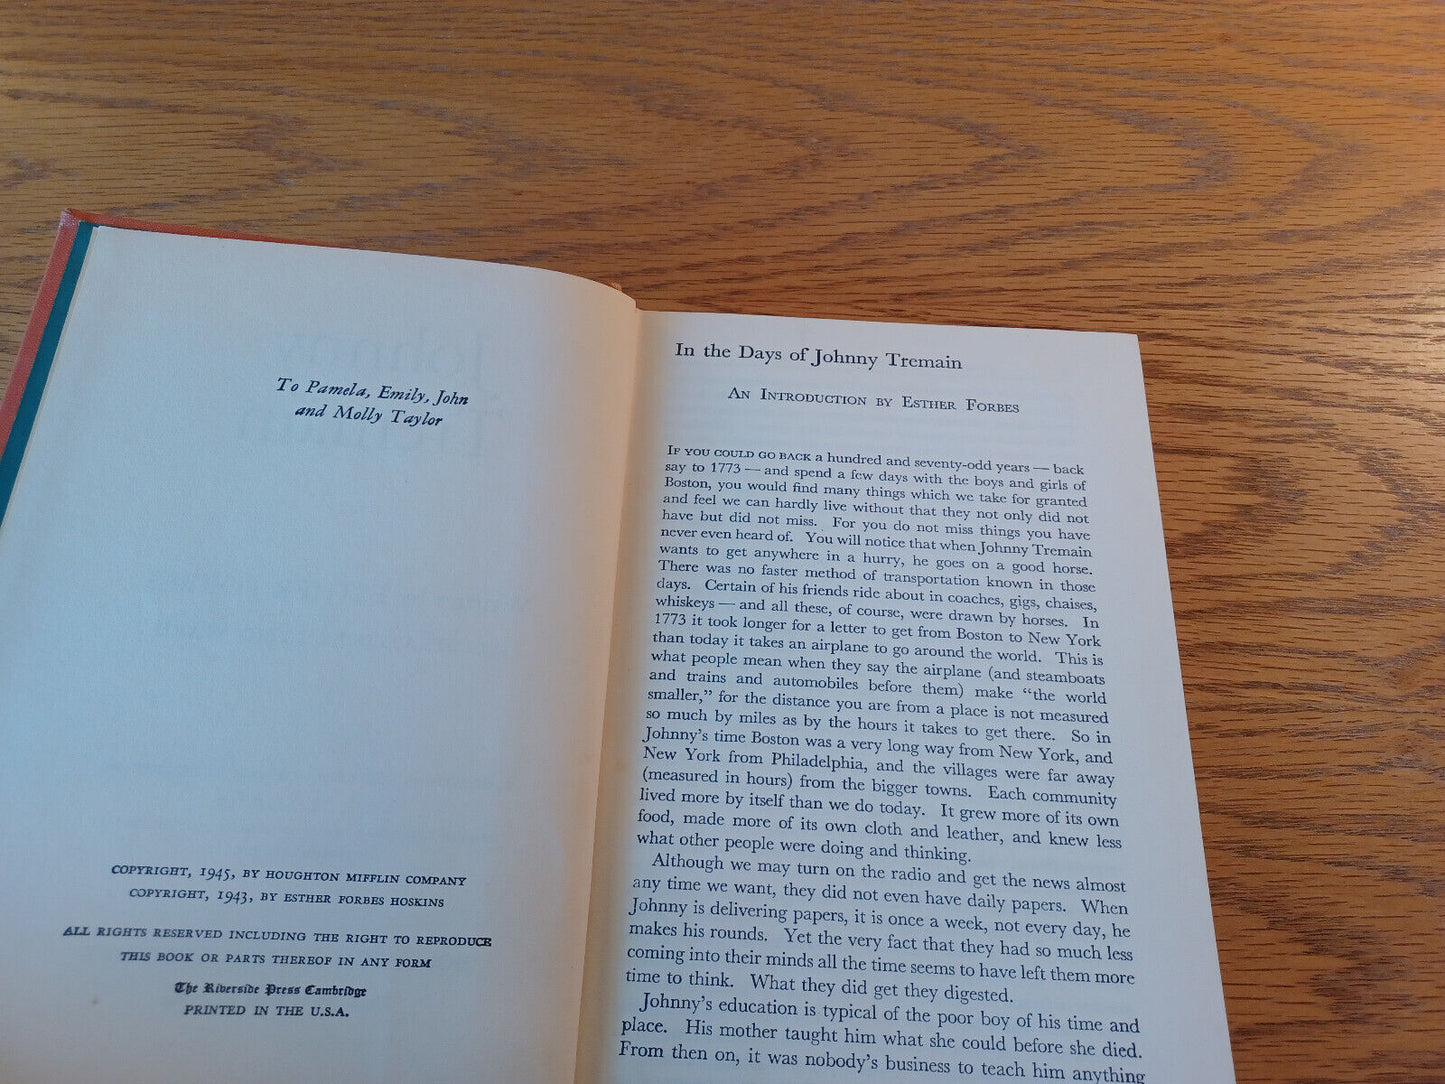 To Pamela, Emily, John
and Molly Taylor
COPYRIGHT, 1945, BY HOUGHTON MIFFLIN COMPANY
COPYRIGHT, 1943, BY ESTHER FORBES HOSKINS
ALL RIGHTS RESERVED INCLUDING THE RIGHT TO REPRODUCE
THIS BOOK OR PARTS THEREOF IN ANY FORM
The Riverside Press Cambridge
PRINTED IN THE U.S.A.
In the Days of Johnny Tremain
AN INTRODUCTION BY ESTHER FORBES
IF YOU COULD GO BACK a hundred and seventy-odd years — back
say to 1773 — and spend a few days with the boys and girls of
Boston, you would find many things which we take for granted
and feel we can hardly live without that they not only did not
have but did not miss. For you do not miss things you have
never even heard of. You will notice that when Johnny Tremain
wants to get anywhere in a hurry, he goes on a good horse.
There was no faster method of transportation known in those
days. Certain of his friends ride about in coaches, gigs, chaises,
whiskeys — and all these, of course, were drawn by horses. In
1773 it took longer for a letter to get from Boston to New York
than today it takes an airplane to go around the world. This is
what people mean when they say the airplane (and steamboats
and trains and automobiles before them) make “the world
smaller,” for the distance you are from a place is not measured
so much by miles as by the hours it takes to get there. So in
Johnny’s time Boston was a very long way from New York, and
New York from Philadelphia, and the villages were far away
(measured in hours) from the bigger towns. Each community
lived more by itself than we do today. It grew more of its own
food, made more of its own cloth and leather, and knew less
what other people were doing and thinking.
Although we may turn on the radio and get the news almost
any time we want, they did not even have daily papers. When
Johnny is delivering papers, it is once a week, not every day, he
makes his rounds. Yet the very fact that they had so much less
coming into their minds all the time seems to have left them more
time to think. What they did get they digested.
Johnny’s education is typical of the poor boy of his time and
place. His mother taught him what she could before she died.
From then on, it was nobody’s business to teach him anything